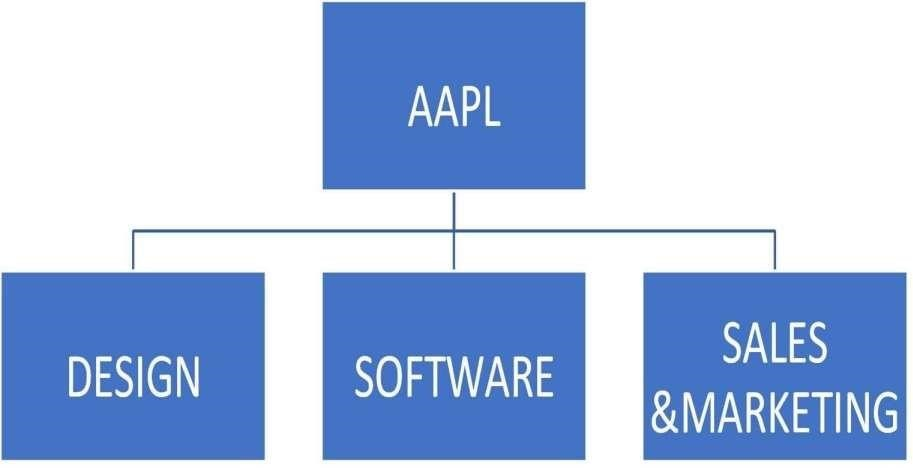 AAPL
DESIGN
SOFTWARE
SALES
&MARKETING